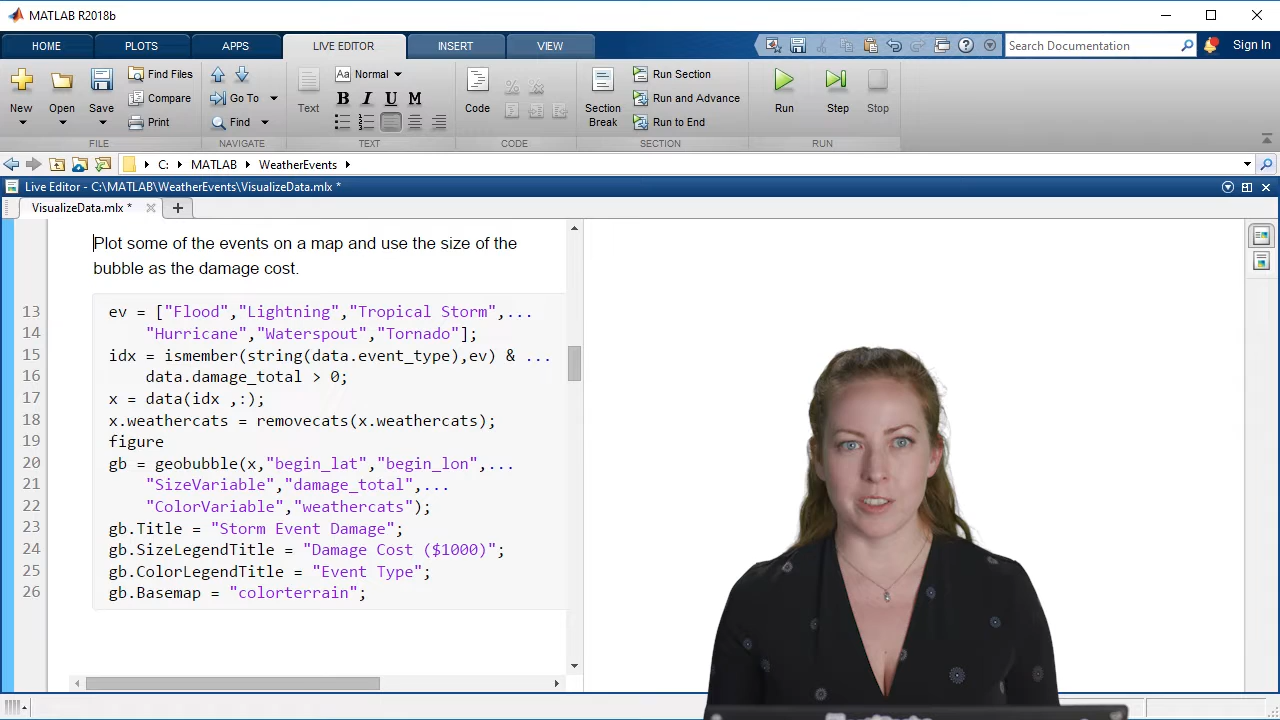 MATLAB R2018b
HOME PLOTS APPS LIVE EDITOR INSERT VIEW Search Documentation Sign In
New Open Save Find Files Compare Print
Go To Find
Text Aa Normal B I U M
Code
Section Break Run Section Run and Advance Run to End
Run Step Stop
FILE NAVIGATE TEXT CODE SECTION RUN
C: MATLAB WeatherEvents
Live Editor - C:\MATLAB\WeatherEvents\VisualizeData.mlx *
VisualizeData.mlx *
Plot some of the events on a map and use the size of the
bubble as the damage cost.
13 ev = ["Flood","Lightning","Tropical Storm",...
14 "Hurricane","Waterspout","Tornado"];
15 idx = ismember(string(data.event_type),ev) & ...
16 data.damage_total > 0;
17 x = data(idx ,:);
18 x.weathercats = removecats(x.weathercats);
19 figure
20 gb = geobubble(x,"begin_lat","begin_lon",...
21 "SizeVariable","damage_total",...
22 "ColorVariable","weathercats");
23 gb.Title = "Storm Event Damage";
24 gb.SizeLegendTitle = "Damage Cost ($1000)";
25 gb.ColorLegendTitle = "Event Type";
26 gb.Basemap = "colorterrain";